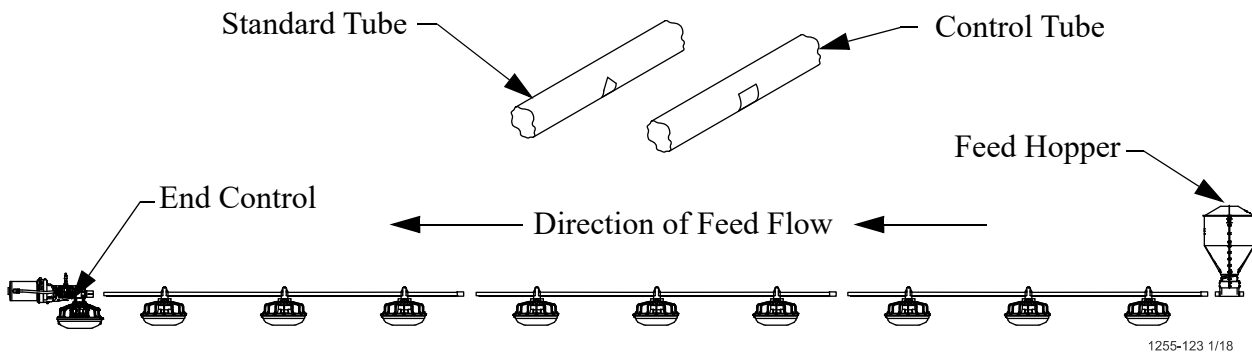 Standard Tube
Control Tube
Feed Hopper
End Control
Direction of Feed Flow
1255-123 1/18